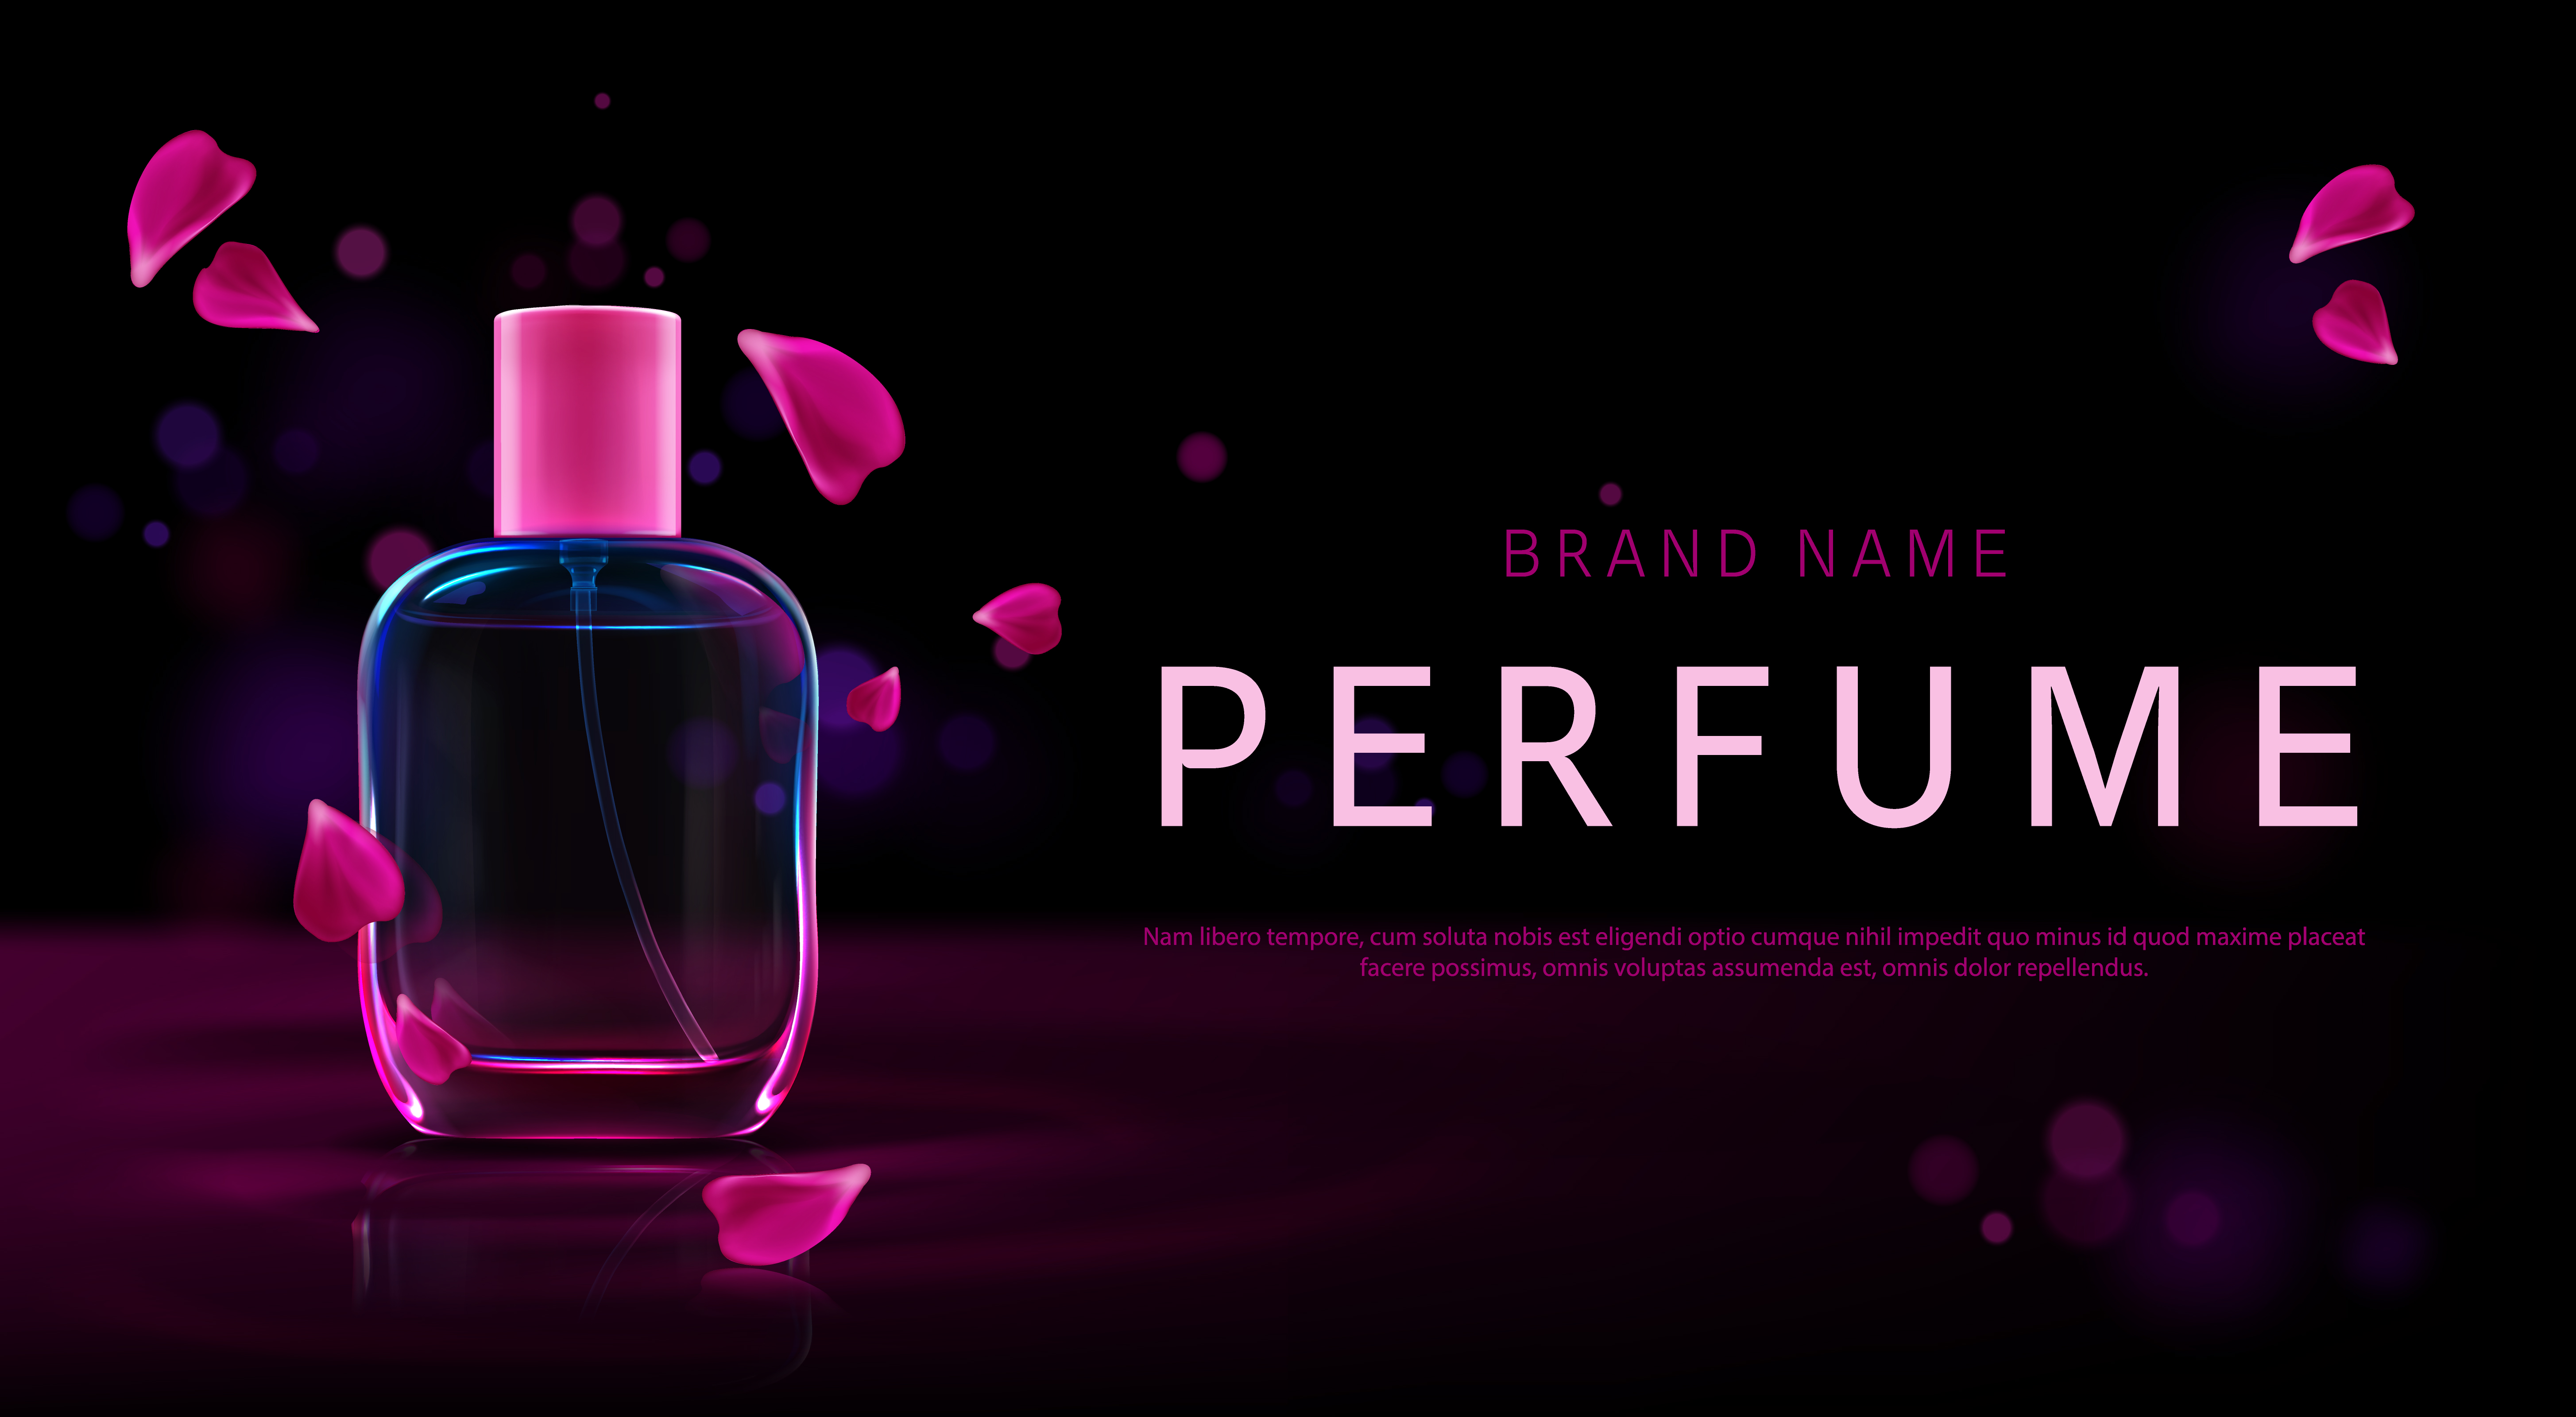 BRAND NAME
PERFUME
Nam libero tempore, cum soluta nobis est eligendi optio cumque nihil impedit quo minus id quod maxime placeat
facere possimus, omnis voluptas assumenda est, omnis dolor repellendus.